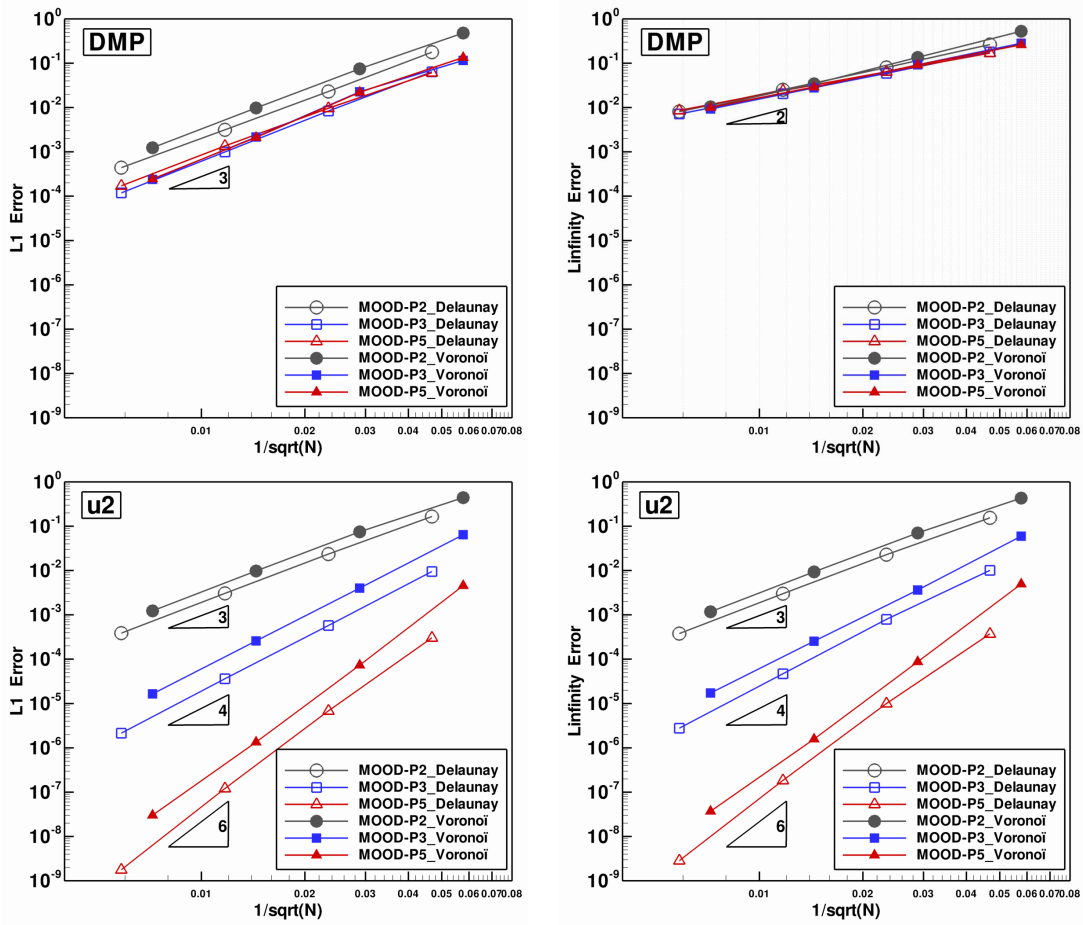 DMP
10^0
10^-1
10^-2
10^-3
10^-4
10^-5
10^-6
10^-7
10^-8
10^-9
L1 Error
3
MOOD-P2_Delaunay
MOOD-P3_Delaunay
MOOD-P5_Delaunay
MOOD-P2_Voronoï
MOOD-P3_Voronoï
MOOD-P5_Voronoï
0.01 0.02 0.03 0.04 0.05 0.06 0.07 0.08
1/sqrt(N)
DMP
10^0
10^-1
10^-2
10^-3
10^-4
10^-5
10^-6
10^-7
10^-8
10^-9
Linfinity Error
2
MOOD-P2_Delaunay
MOOD-P3_Delaunay
MOOD-P5_Delaunay
MOOD-P2_Voronoï
MOOD-P3_Voronoï
MOOD-P5_Voronoï
0.01 0.02 0.03 0.04 0.05 0.06 0.07 0.08
1/sqrt(N)
u2
10^0
10^-1
10^-2
10^-3
10^-4
10^-5
10^-6
10^-7
10^-8
10^-9
L1 Error
3
4
6
MOOD-P2_Delaunay
MOOD-P3_Delaunay
MOOD-P5_Delaunay
MOOD-P2_Voronoï
MOOD-P3_Voronoï
MOOD-P5_Voronoï
0.01 0.02 0.03 0.04 0.05 0.06 0.07 0.08
1/sqrt(N)
u2
10^0
10^-1
10^-2
10^-3
10^-4
10^-5
10^-6
10^-7
10^-8
10^-9
Linfinity Error
3
4
6
MOOD-P2_Delaunay
MOOD-P3_Delaunay
MOOD-P5_Delaunay
MOOD-P2_Voronoï
MOOD-P3_Voronoï
MOOD-P5_Voronoï
0.01 0.02 0.03 0.04 0.05 0.06 0.07 0.08
1/sqrt(N)